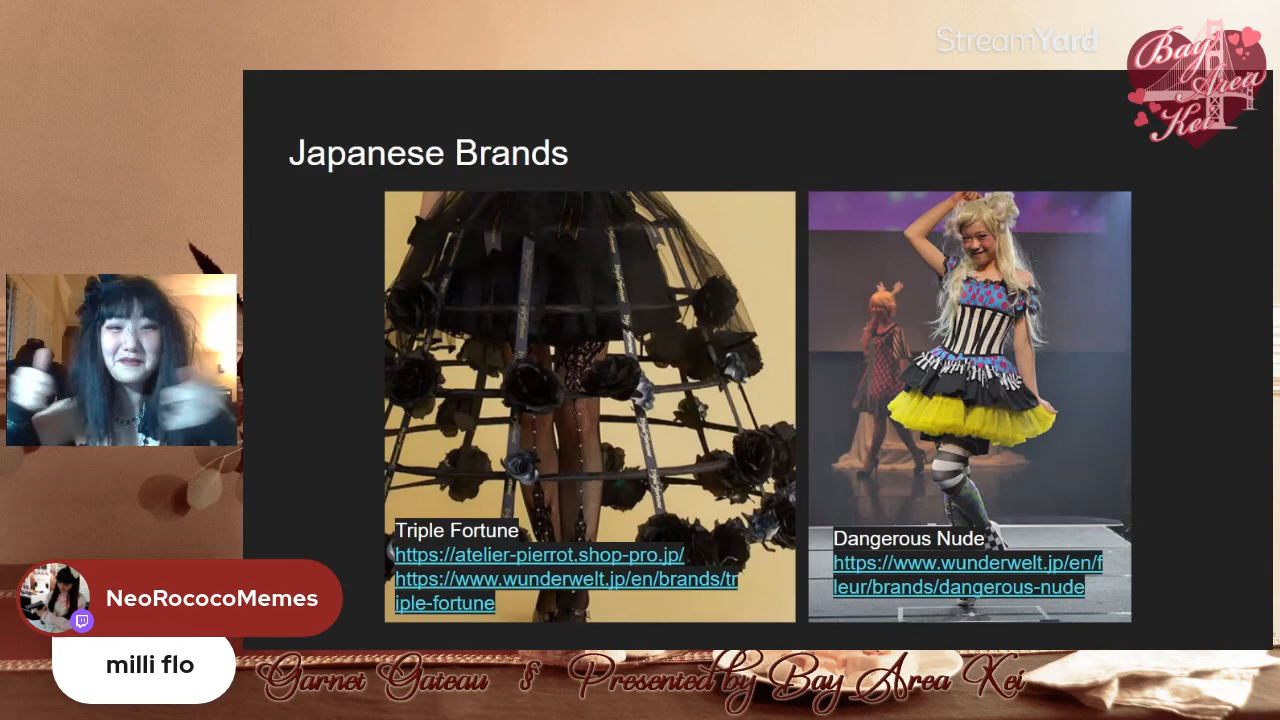 StreamYard
Bay
Area
Kei
Japanese Brands
Triple Fortune
https://atelier-pierrot.shop-pro.jp/
https://www.wunderwelt.jp/en/brands/tr
iple-fortune
Dangerous Nude
https://www.wunderwelt.jp/en/f
leur/brands/dangerous-nude
NeoRococoMemes
milli flo
Garnet Gateau § Presented by Bay Area Kei